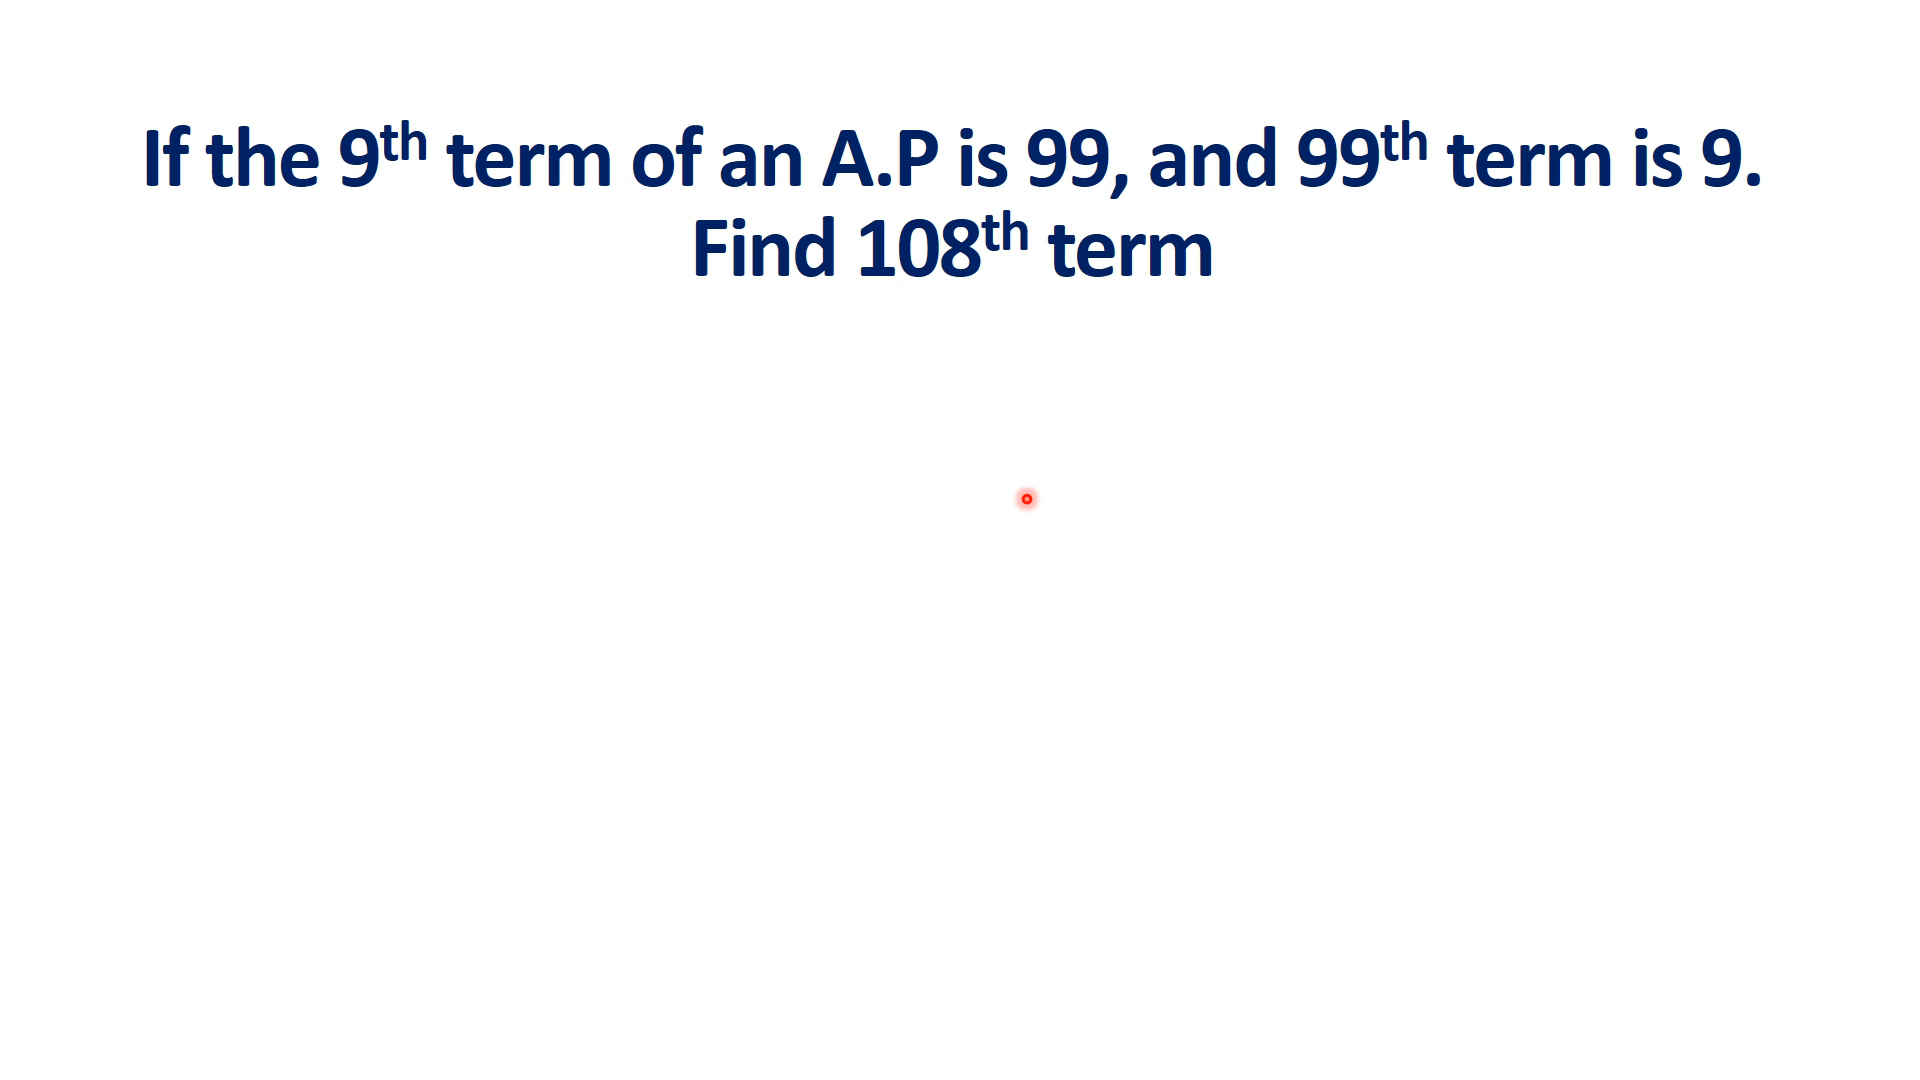 If the 9th term of an A.P is 99, and 99th term is 9.
Find 108th term